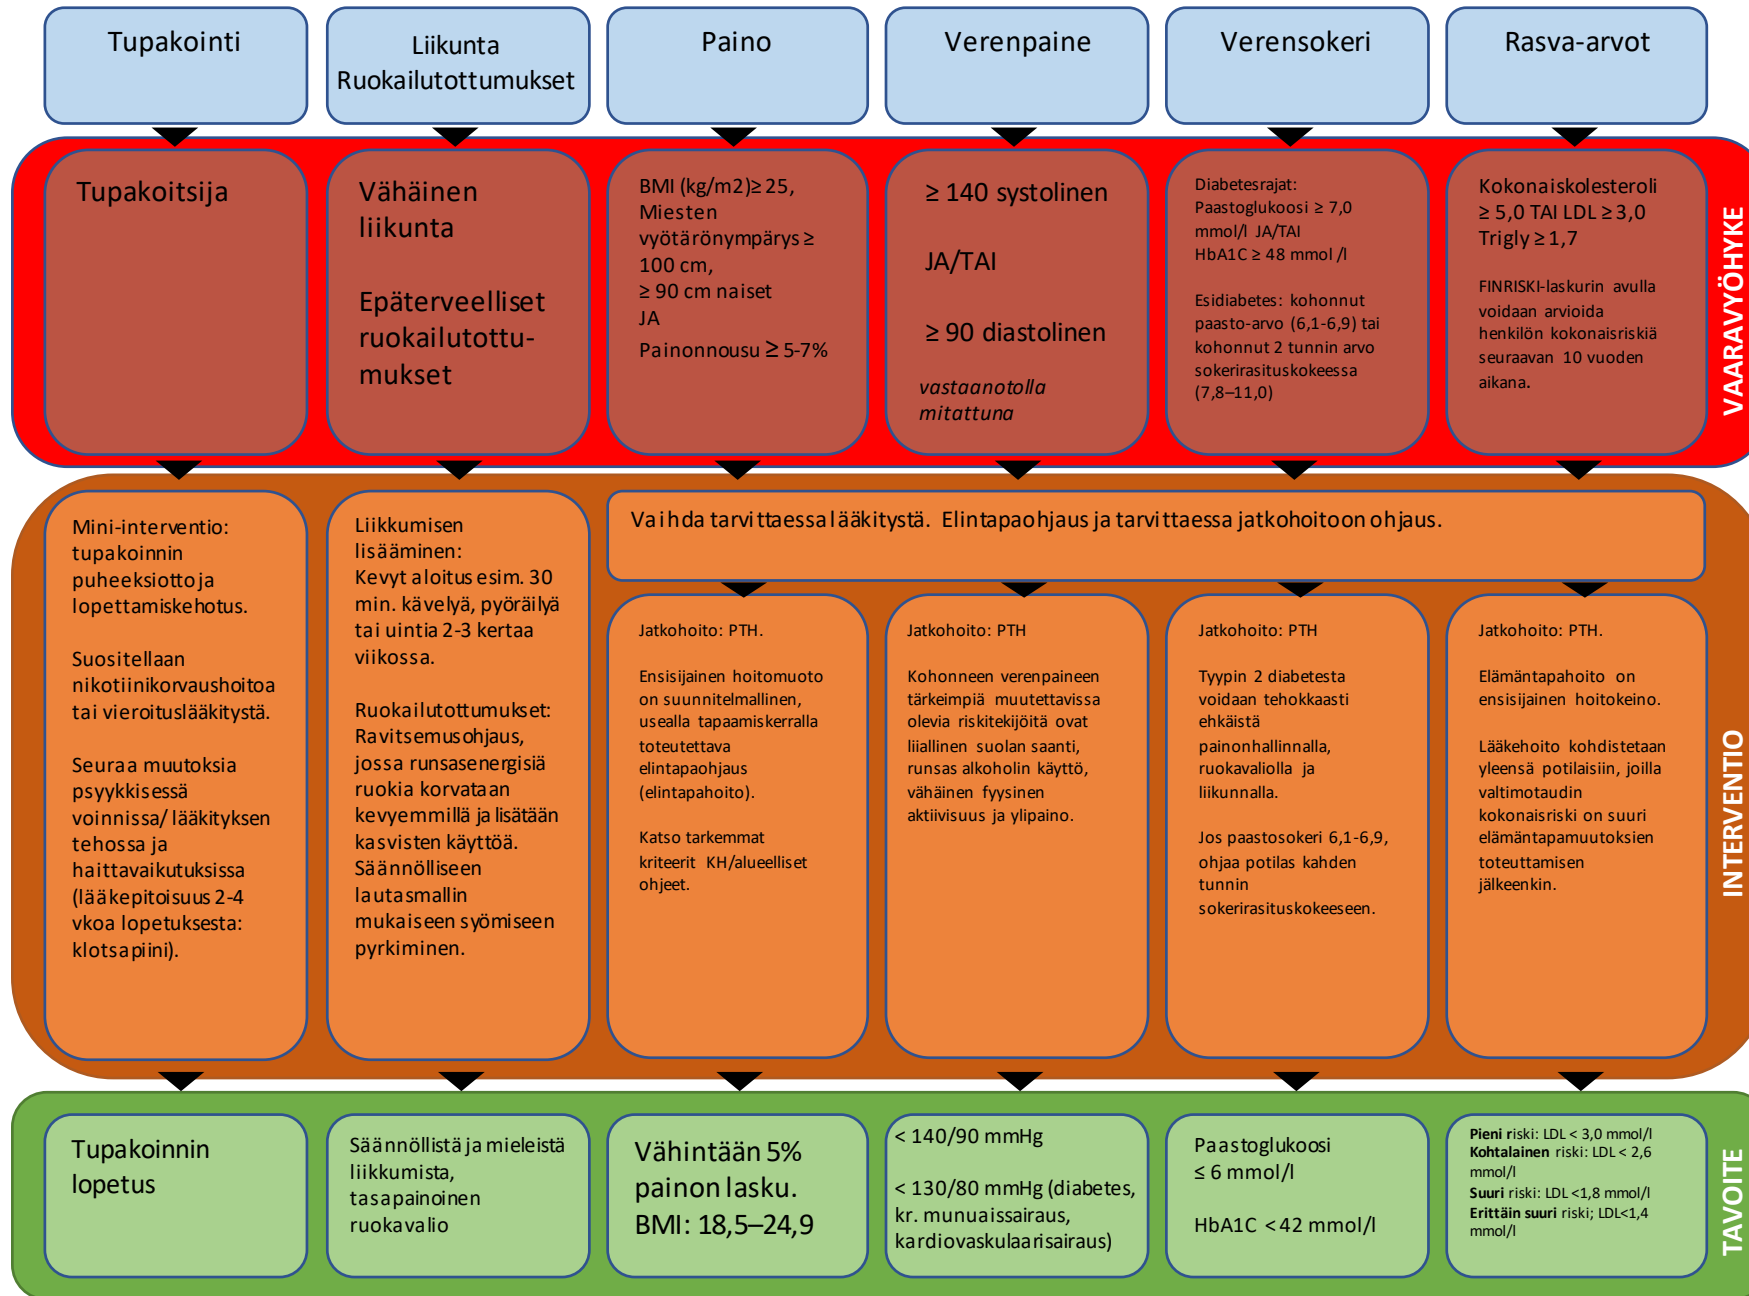 Tupakointi
Liikunta
Ruokailutottumukset
Paino
Verenpaine
Verensokeri
Rasva-arvot
Tupakoitsija
Vähäinen
liikunta
Epäterveelliset
ruokailutottu-
mukset
BMI (kg/m2)≥ 25,
Miesten
vyötärönympärys ≥
100 cm,
≥ 90 cm naiset
JA
Painonnousu ≥ 5-7%
≥ 140 systolinen
JA/TAI
≥ 90 diastolinen
vastaanotolla
mitattuna
Diabetesrajat:
Paastoglukoosi ≥ 7,0
mmol/l JA/TAI
HbA1C ≥ 48 mmol /l
Esidiabetes: kohonnut
paasto-arvo (6,1-6,9) tai
kohonnut 2 tunnin arvo
sokerirasituskokeessa
(7,8–11,0)
Kokonaiskolesteroli
≥ 5,0 TAI LDL ≥ 3,0
Trigly ≥ 1,7
FINRISKI-laskurin avulla
voidaan arvioida
henkilön kokonaisriskiä
seuraavan 10 vuoden
aikana.
VAARAVYÖHYKE
Mini-interventio:
tupakoinnin
puheeksiotto ja
lopettamiskehotus.
Suositellaan
nikotiinikorvaushoitoa
tai vieroituslääkitystä.
Seuraa muutoksia
psyykkisessä
voinnissa/ lääkityksen
tehossa ja
haittavaikutuksissa
(lääkepitoisuus 2-4
vkoa lopetuksesta:
klotsapiini).
Liikkumisen
lisääminen:
Kevyt aloitus esim. 30
min. kävelyä, pyöräilyä
tai uintia 2-3 kertaa
viikossa.
Ruokailutottumukset:
Ravitsemusohjaus,
jossa runsasenergisiä
ruokia korvataan
kevyemmillä ja lisätään
kasvisten käyttöä.
Säännölliseen
lautasmallin
mukaiseen syömiseen
pyrkiminen.
Vaihda tarvittaessa lääkitystä. Elintapaohjaus ja tarvittaessa jatkohoitoon ohjaus.
Jatkohoito: PTH.
Ensisijainen hoitomuoto
on suunnitelmallinen,
usealla tapaamiskerralla
toteutettava
elintapaohjaus
(elintapahoito).
Katso tarkemmat
kriteerit KH/alueelliset
ohjeet.
Jatkohoito: PTH
Kohonneen verenpaineen
tärkeimpiä muutettavissa
olevia riskitekijöitä ovat
liiallinen suolan saanti,
runsas alkoholin käyttö,
vähäinen fyysinen
aktiivisuus ja ylipaino.
Jatkohoito: PTH
Tyypin 2 diabetesta
voidaan tehokkaasti
ehkäistä
painonhallinnalla,
ruokavaliolla ja
liikunnalla.
Jos paastosokeri 6,1-6,9,
ohjaa potilas kahden
tunnin
sokerirasituskokeeseen.
Jatkohoito: PTH.
Elämäntapahoito on
ensisijainen hoitokeino.
Lääkehoito kohdistetaan
yleensä potilaisiin, joilla
valtimotaudin
kokonaisriski on suuri
elämäntapamuutoksien
toteuttamisen
jälkeenkin.
INTERVENTIO
Tupakoinnin
lopetus
Säännöllistä ja mieleistä
liikkumista,
tasapainoinen
ruokavalio
Vähintään 5%
painon lasku.
BMI: 18,5–24,9
< 140/90 mmHg
< 130/80 mmHg (diabetes,
kr. munuaissairaus,
kardiovaskulaarisairaus)
Paastoglukoosi
≤ 6 mmol/l
HbA1C < 42 mmol/l
Pieni riski: LDL < 3,0 mmol/l
Kohtalainen riski: LDL < 2,6
mmol/l
Suuri riski: LDL <1,8 mmol/l
Erittäin suuri riski; LDL<1,4
mmol/l
TAVOITE